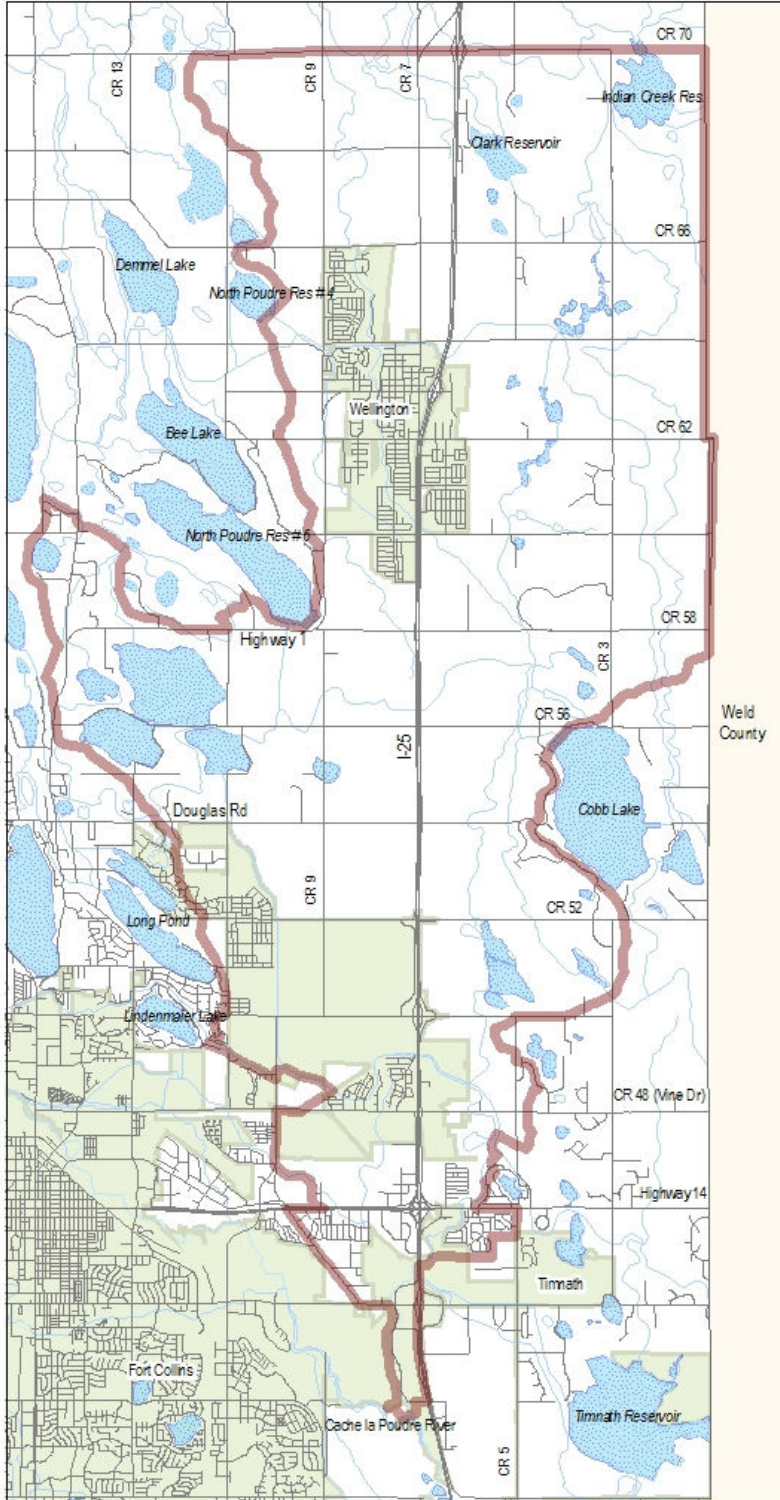 CR 70
CR 13
CR 9
CR 7
Indian Creek Res.
Clark Reservoir
CR 66
Demmel Lake
North Poudre Res # 4
Wellington
CR 62
Bee Lake
North Poudre Res # 6
CR 58
Highway 1
CR 3
CR 56
Weld
County
I-25
Cobb Lake
Douglas Rd
CR 9
CR 52
Long Pond
Lindenmaier Lake
CR 48 (Vine Dr)
Highway 14
Timnath
Fort Collins
Timnath Reservoir
Cache la Poudre River
CR 5